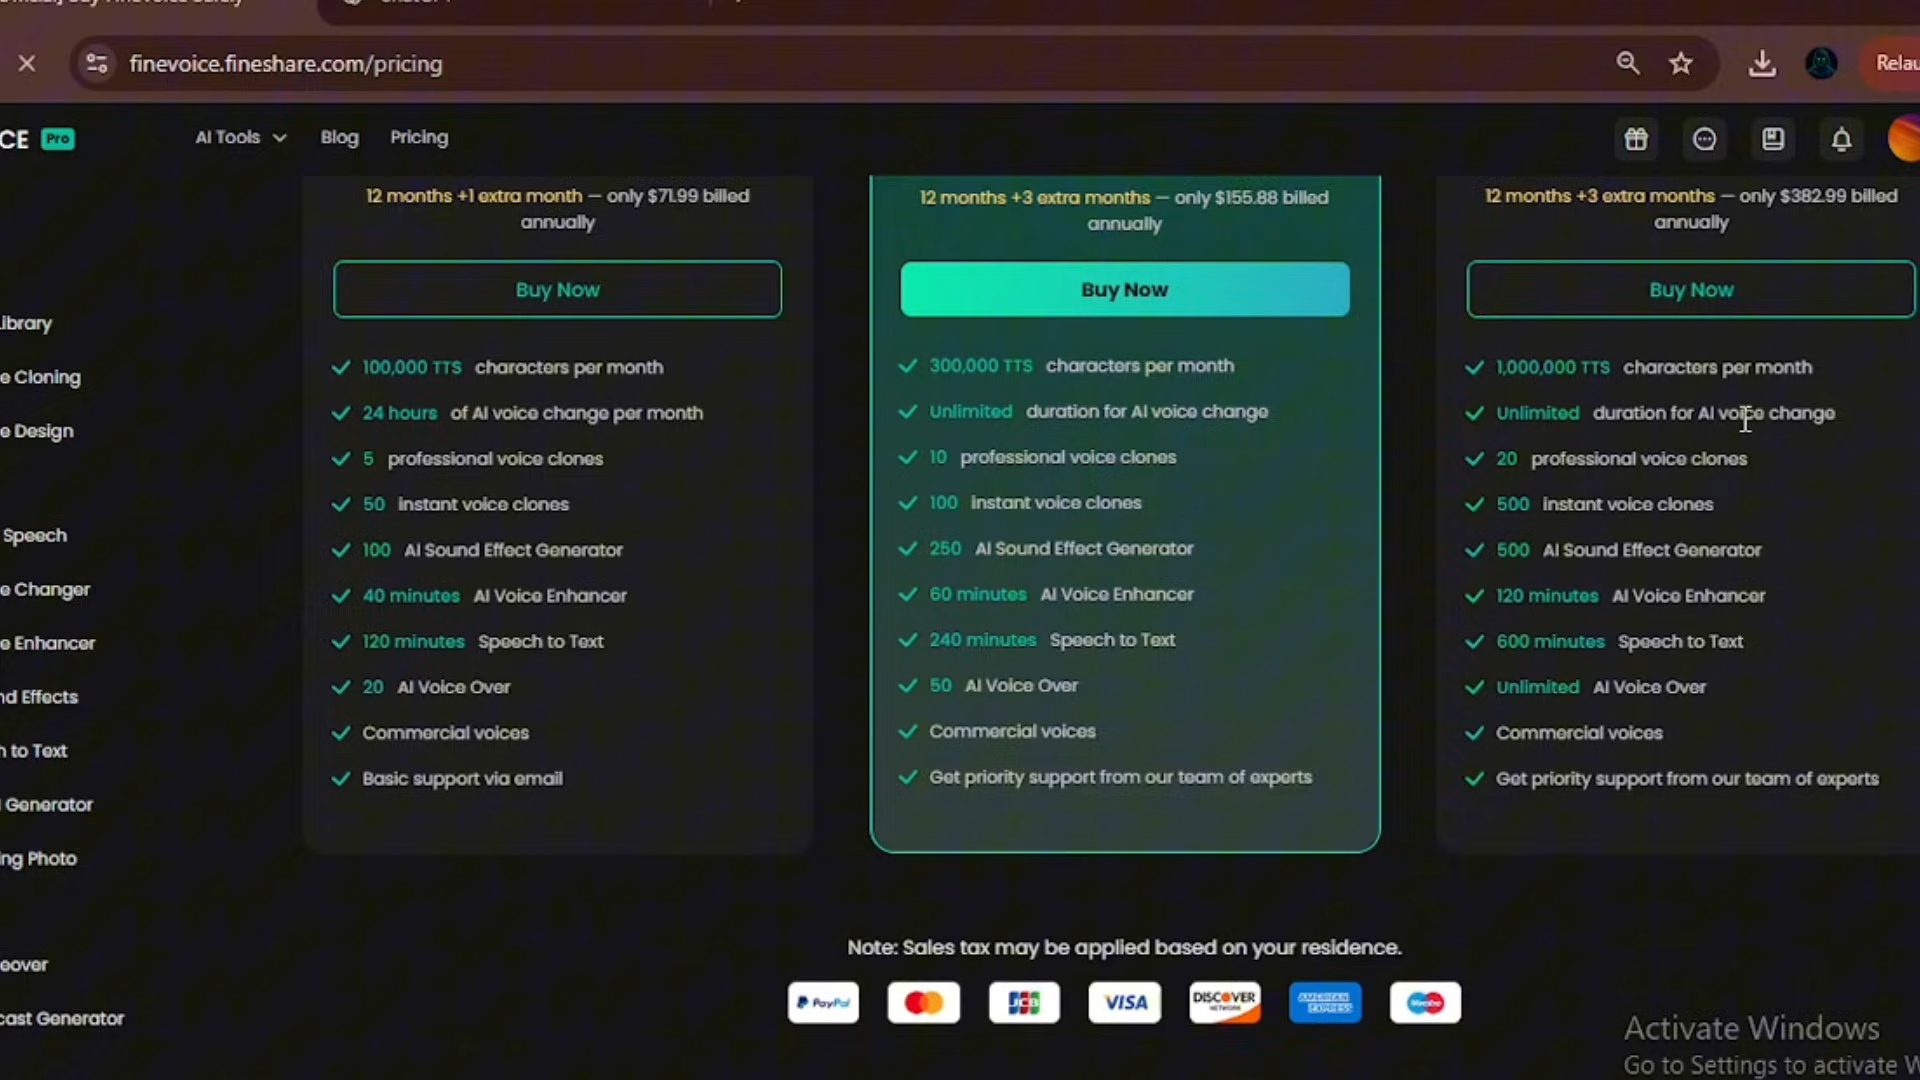 finevoice.fineshare.com/pricing
Relau
CE Pro
AI Tools
Blog
Pricing
12 months +1 extra month — only $71.99 billed
annually
Buy Now
100,000 TTS characters per month
24 hours of AI voice change per month
5 professional voice clones
50 instant voice clones
100 AI Sound Effect Generator
40 minutes AI Voice Enhancer
120 minutes Speech to Text
20 AI Voice Over
Commercial voices
Basic support via email
12 months +3 extra months — only $155.88 billed
annually
Buy Now
300,000 TTS characters per month
Unlimited duration for AI voice change
10 professional voice clones
100 instant voice clones
250 AI Sound Effect Generator
60 minutes AI Voice Enhancer
240 minutes Speech to Text
50 AI Voice Over
Commercial voices
Get priority support from our team of experts
12 months +3 extra months — only $382.99 billed
annually
Buy Now
1,000,000 TTS characters per month
Unlimited duration for AI voice change
20 professional voice clones
500 instant voice clones
500 AI Sound Effect Generator
120 minutes AI Voice Enhancer
600 minutes Speech to Text
Unlimited AI Voice Over
Commercial voices
Get priority support from our team of experts
ibrary
e Cloning
e Design
Speech
e Changer
e Enhancer
nd Effects
h to Text
Generator
ing Photo
eover
cast Generator
Note: Sales tax may be applied based on your residence.
PayPal
JCB
VISA
DISCOVER
NETWORK
AMERICAN
EXPRESS
Maestro
Activate Windows
Go to Settings to activate W